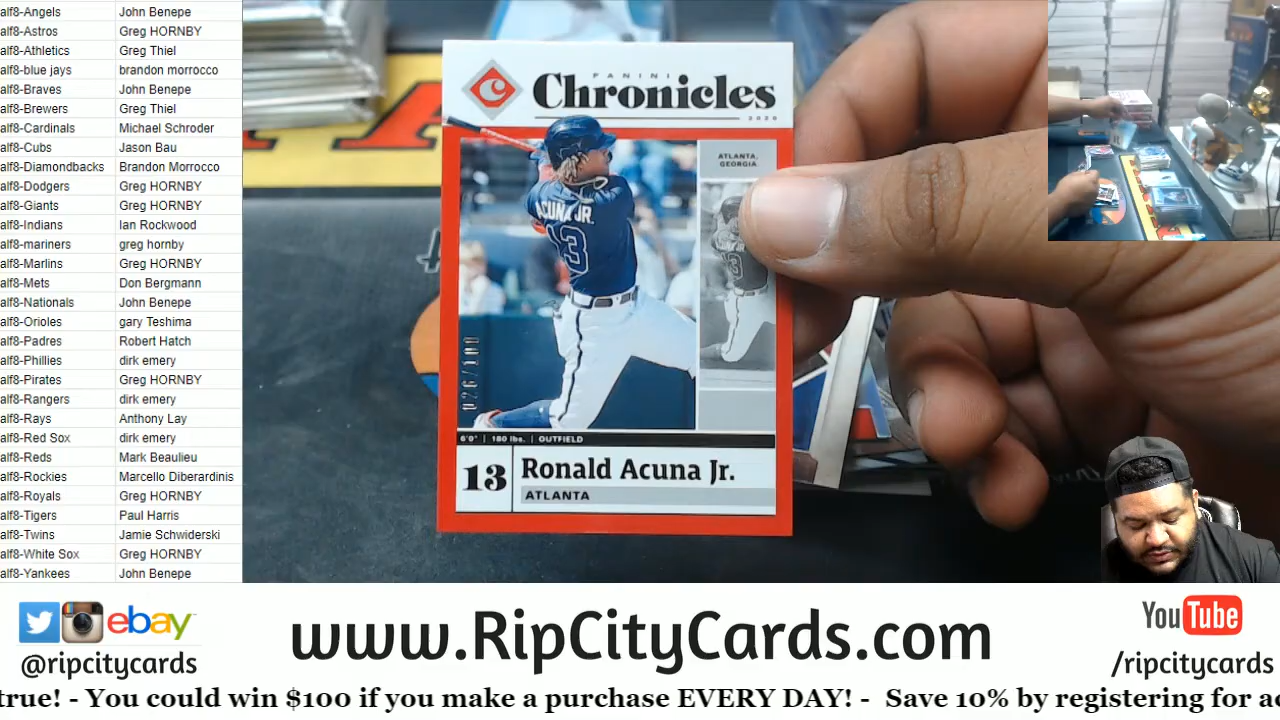 alf8-Angels John Benepe
alf8-Astros Greg HORNBY
alf8-Athletics Greg Thiel
alf8-blue jays brandon morrocco
alf8-Braves John Benepe
alf8-Brewers Greg Thiel
alf8-Cardinals Michael Schroder
alf8-Cubs Jason Bau
alf8-Diamondbacks Brandon Morrocco
alf8-Dodgers Greg HORNBY
alf8-Giants Greg HORNBY
alf8-Indians Ian Rockwood
alf8-mariners greg hornby
alf8-Marlins Greg HORNBY
alf8-Mets Don Bergmann
alf8-Nationals John Benepe
alf8-Orioles gary Teshima
alf8-Padres Robert Hatch
alf8-Phillies dirk emery
alf8-Pirates Greg HORNBY
alf8-Rangers dirk emery
alf8-Rays Anthony Lay
alf8-Red Sox dirk emery
alf8-Reds Mark Beaulieu
alf8-Rockies Marcello Diberardinis
alf8-Royals Greg HORNBY
alf8-Tigers Paul Harris
alf8-Twins Jamie Schwiderski
alf8-White Sox Greg HORNBY
alf8-Yankees John Benepe
PANINI
Chronicles
2020
ATLANTA,
GEORGIA
ACUNA JR.
13
026/100
6'0" | 180 lbs. | OUTFIELD
13 Ronald Acuna Jr.
ATLANTA
ebay
@ripcitycards
www.RipCityCards.com
YouTube
/ripcitycards
true! - You could win $100 if you make a purchase EVERY DAY! - Save 10% by registering for